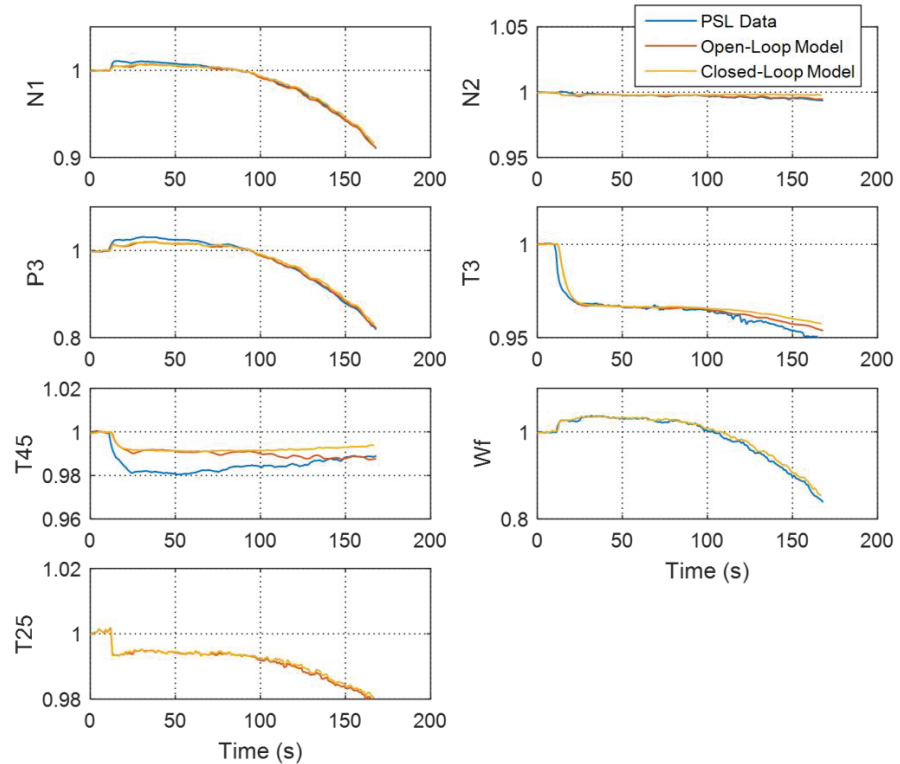 PSL Data
Open-Loop Model
Closed-Loop Model
N1
1
0.9
0 50 100 150 200
N2
1.05
1
0.95
0 50 100 150 200
P3
1
0.8
0 50 100 150 200
T3
1
0.95
0 50 100 150 200
T45
1.02
1
0.98
0.96
0 50 100 150 200
Wf
1
0.8
0 50 100 150 200
Time (s)
T25
1.02
1
0.98
0 50 100 150 200
Time (s)